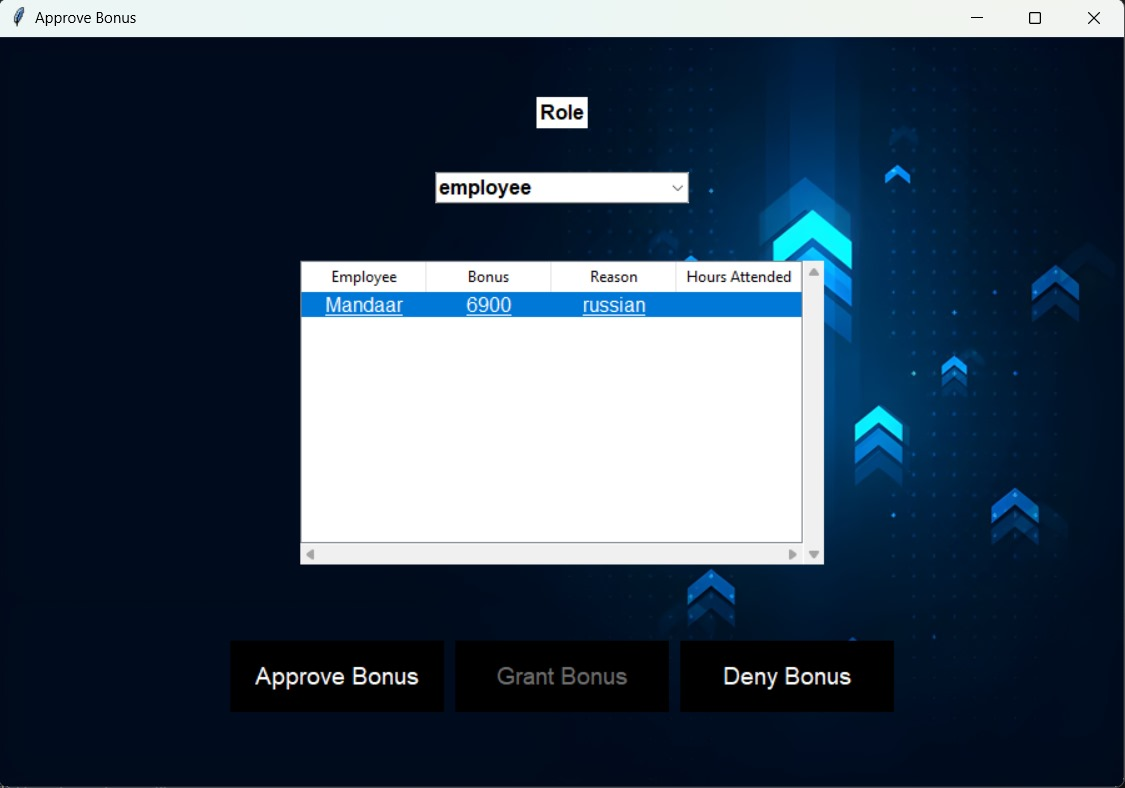 Approve Bonus
Role
employee
Employee Bonus Reason Hours Attended
Mandaar 6900 russian
Approve Bonus Grant Bonus Deny Bonus